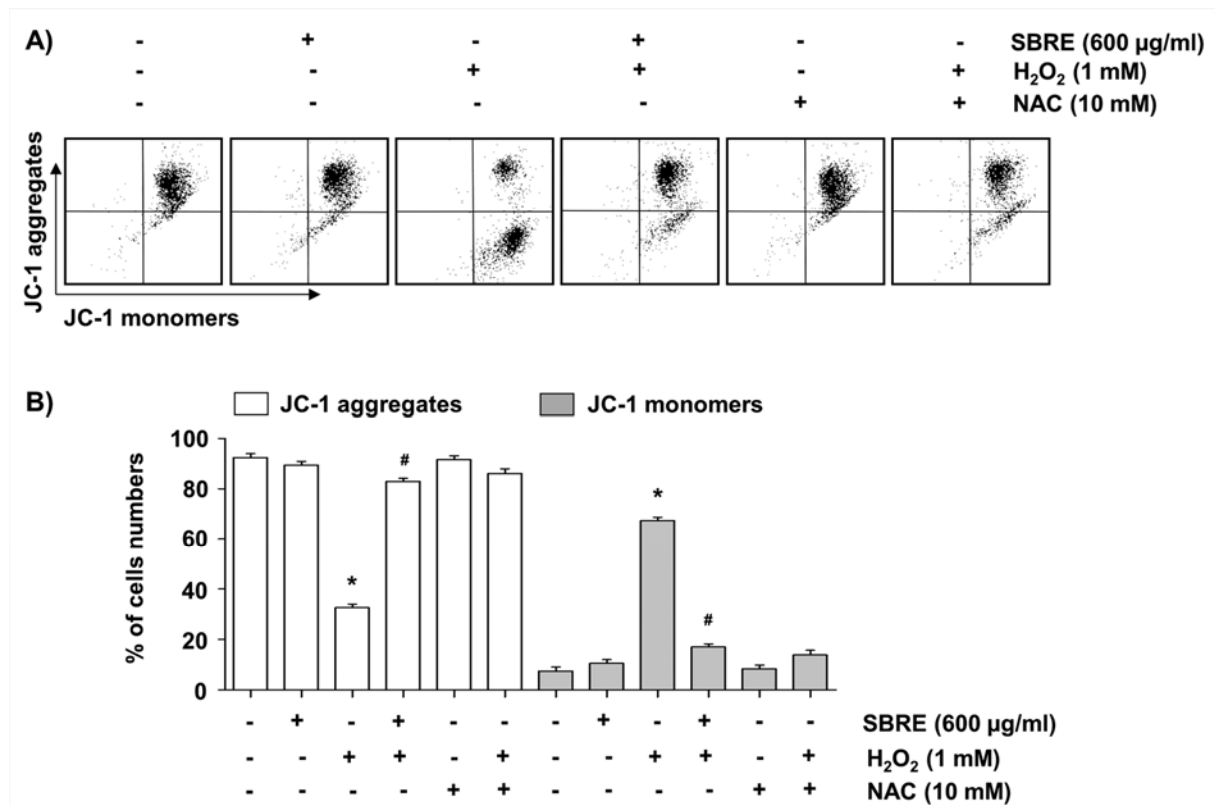 A)
- + - + - - SBRE (600 µg/ml)
- - + + - + H₂O₂ (1 mM)
- - - - + + NAC (10 mM)
JC-1 aggregates
JC-1 monomers
B)
JC-1 aggregates JC-1 monomers
% of cells numbers
100
80
60
40
20
0
*
#
*
#
- + - + - - - + - + - - SBRE (600 µg/ml)
- - + + - + - - + + - + H₂O₂ (1 mM)
- - - - + + - - - - + + NAC (10 mM)